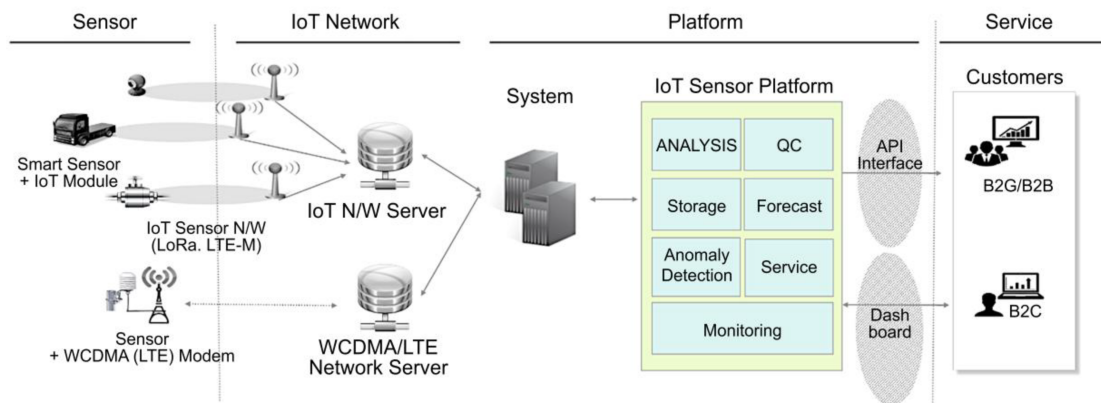 Sensor
IoT Network
Platform
Service
Smart Sensor
+ IoT Module
IoT Sensor N/W
(LoRa. LTE-M)
Sensor
+ WCDMA (LTE) Modem
IoT N/W Server
WCDMA/LTE
Network Server
System
IoT Sensor Platform
ANALYSIS
QC
Storage
Forecast
Anomaly
Detection
Service
Monitoring
API
Interface
Dash
board
Customers
B2G/B2B
B2C